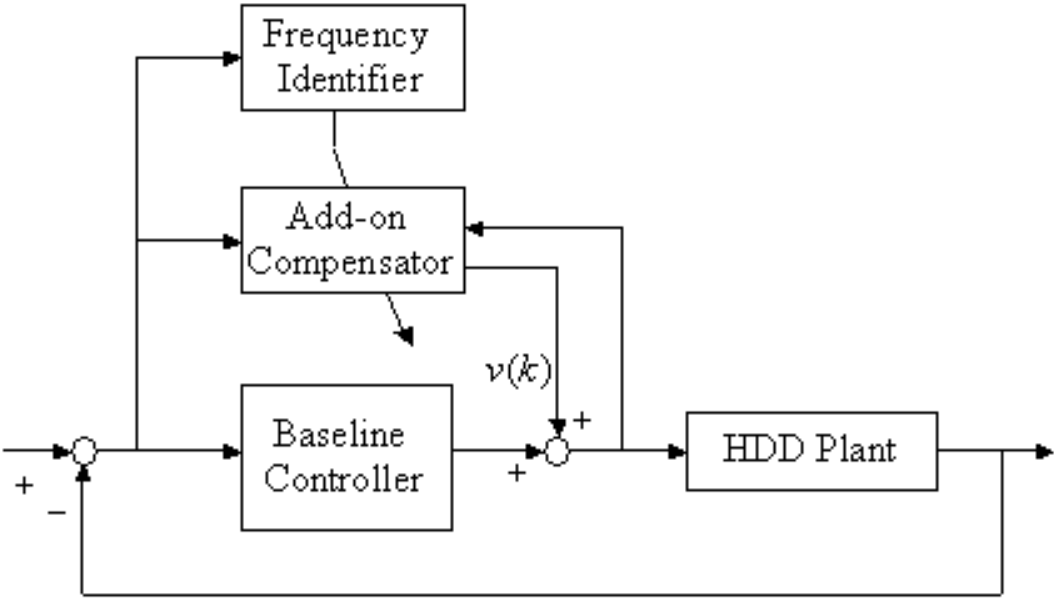 Frequency
Identifier
Add-on
Compensator
v(k)
+
Baseline
Controller
+
HDD Plant
+
−